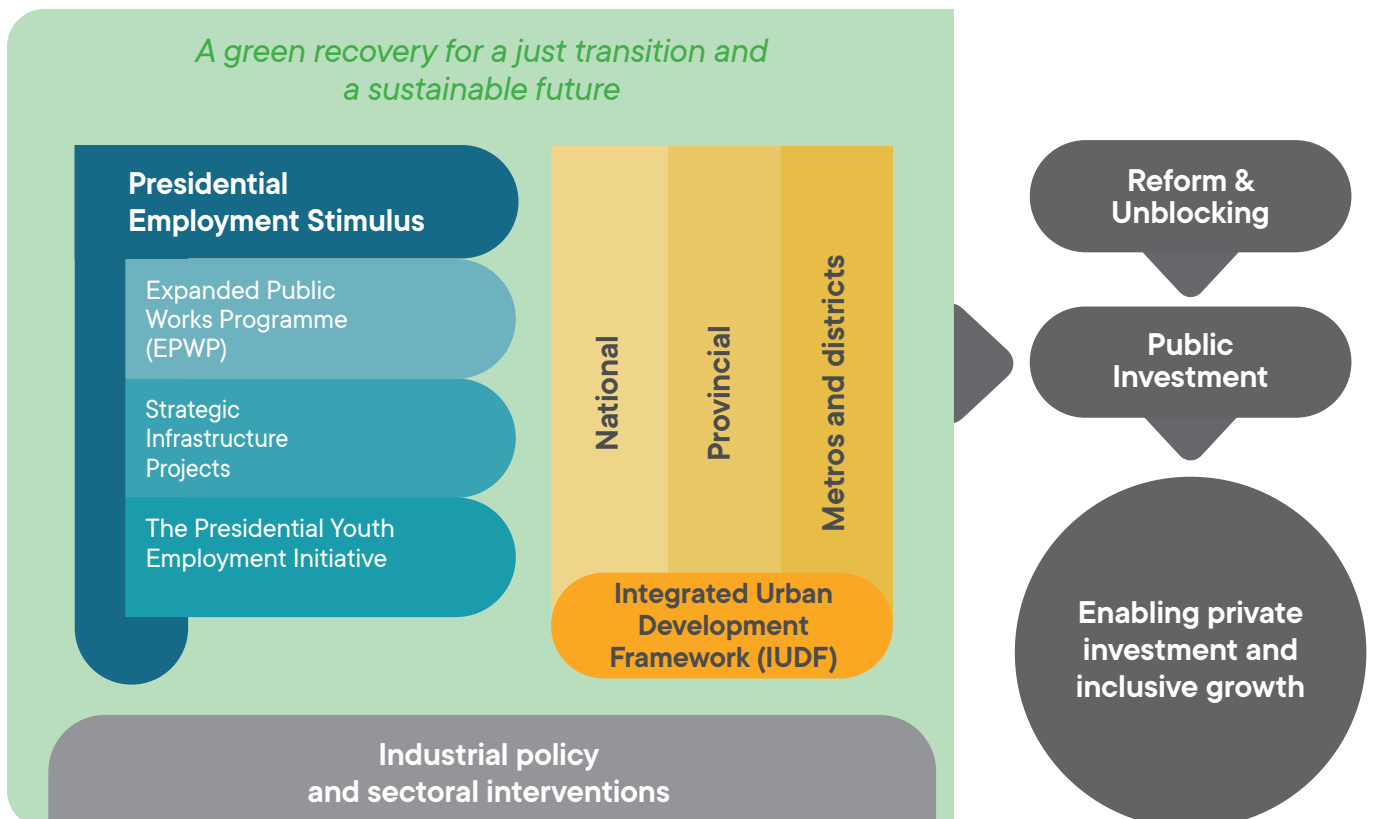 A green recovery for a just transition and
a sustainable future
Presidential
Employment Stimulus
Expanded Public
Works Programme
(EPWP)
Strategic
Infrastructure
Projects
The Presidential Youth
Employment Initiative
National
Provincial
Metros and districts
Integrated Urban
Development
Framework (IUDF)
Industrial policy
and sectoral interventions
Reform &
Unblocking
Public
Investment
Enabling private
investment and
inclusive growth